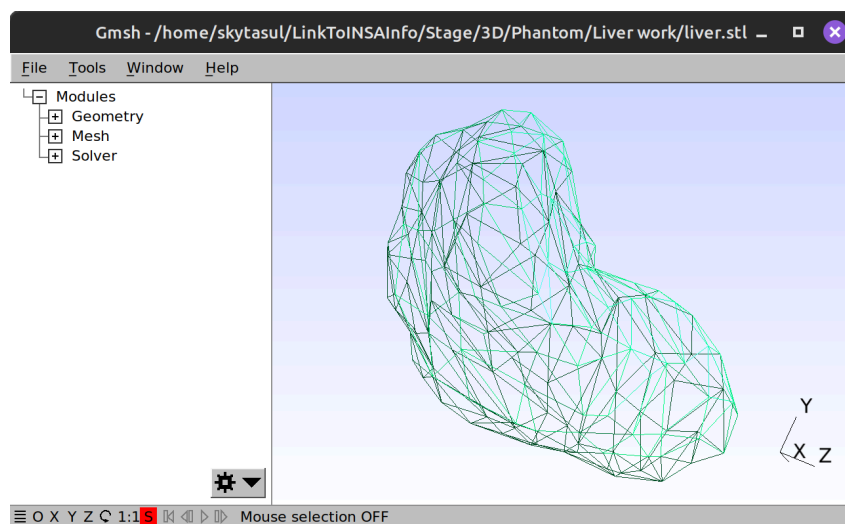 Gmsh - /home/skytasul/LinkToINSAInfo/Stage/3D/Phantom/Liver work/liver.stl
File Tools Window Help
Modules
Geometry
Mesh
Solver
Y
X Z
O X Y Z 1:1 S Mouse selection OFF